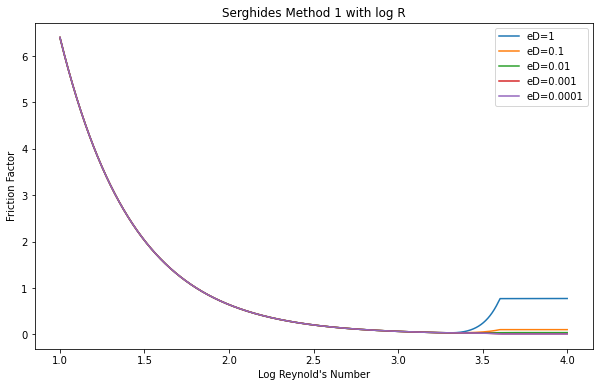 Serghides Method 1 with log R
eD=1
eD=0.1
eD=0.01
eD=0.001
eD=0.0001
Friction Factor
6
5
4
3
2
1
0
1.0 1.5 2.0 2.5 3.0 3.5 4.0
Log Reynold's Number